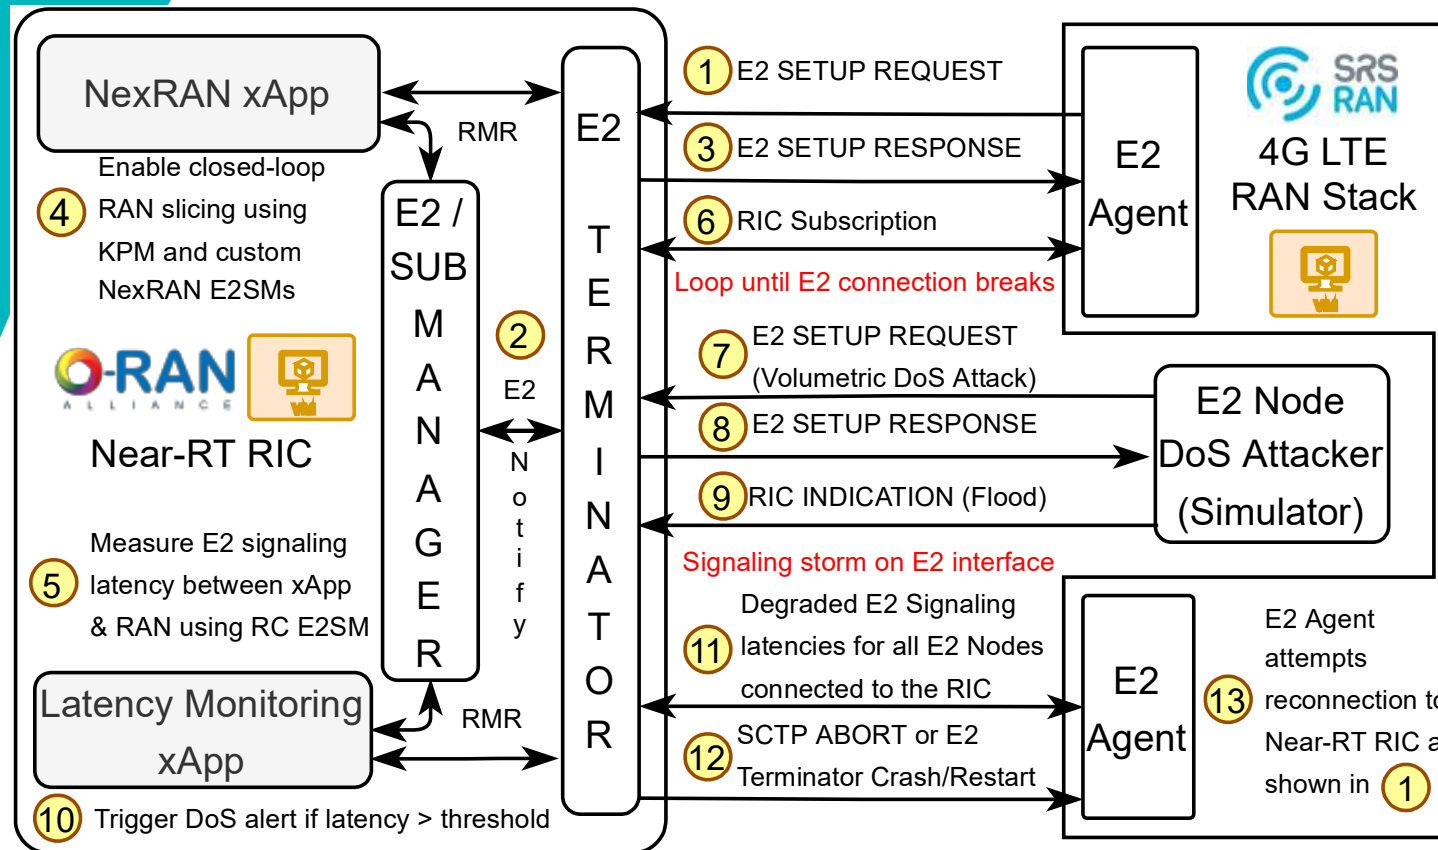 NexRAN xApp
RMR
Enable closed-loop
4
RAN slicing using
KPM and custom
NexRAN E2SMs
O-RAN
ALLIANCE
VM
Near-RT RIC
Measure E2 signaling
5
latency between xApp
& RAN using RC E2SM
Latency Monitoring
xApp
RMR
10
Trigger DoS alert if latency > threshold
E2 /
SUB
M
A
N
A
G
E
R
2
E2
N
o
t
i
f
y
E2
T
E
R
M
I
N
A
T
O
R
1
E2 SETUP REQUEST
3
E2 SETUP RESPONSE
6
RIC Subscription
Loop until E2 connection breaks
7
E2 SETUP REQUEST
(Volumetric DoS Attack)
8
E2 SETUP RESPONSE
9
RIC INDICATION (Flood)
Signaling storm on E2 interface
Degraded E2 Signaling
11
latencies for all E2 Nodes
connected to the RIC
12
SCTP ABORT or E2
Terminator Crash/Restart
E2
Agent
SRS
RAN
4G LTE
RAN Stack
VM
E2 Node
DoS Attacker
(Simulator)
E2
Agent
E2 Agent
attempts
13
reconnection to
Near-RT RIC a
shown in 1